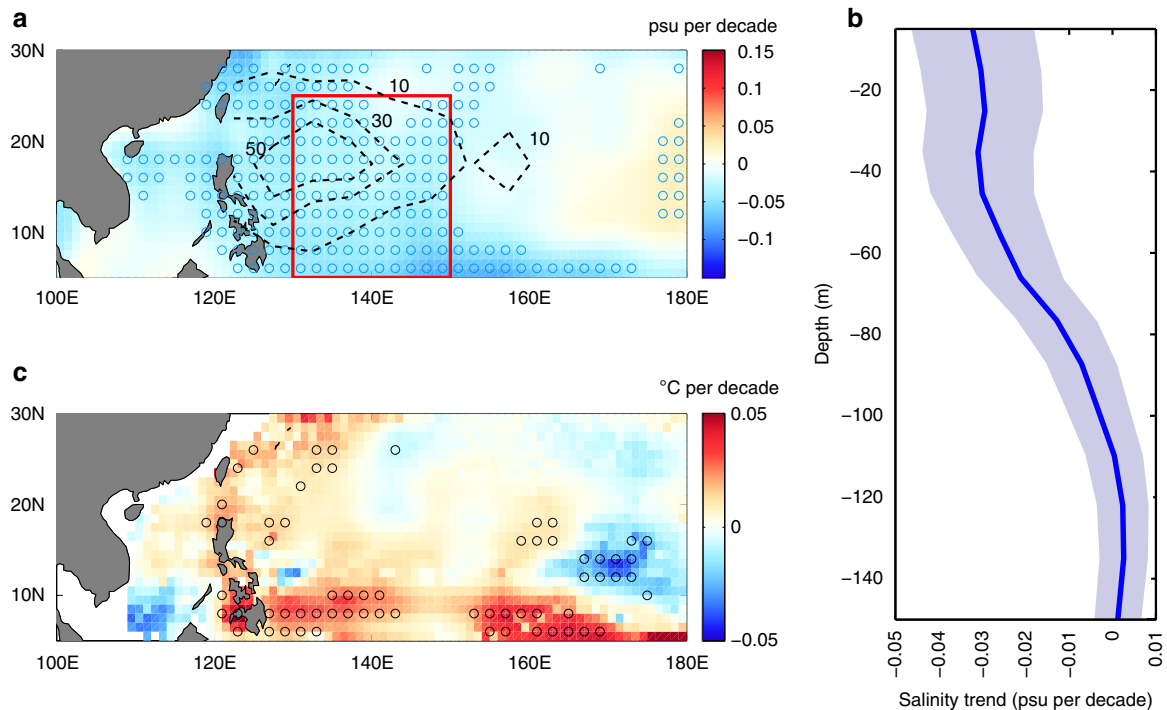 a
psu per decade
30N
20N
10N
100E 120E 140E 160E 180E
10
30
50
10
0.15
0.1
0.05
0
−0.05
−0.1
b
−20
−40
−60
−80
−100
−120
−140
Depth (m)
−0.05 −0.04 −0.03 −0.02 −0.01 0 0.01
Salinity trend (psu per decade)
c
°C per decade
30N
20N
10N
100E 120E 140E 160E 180E
0.05
0
−0.05